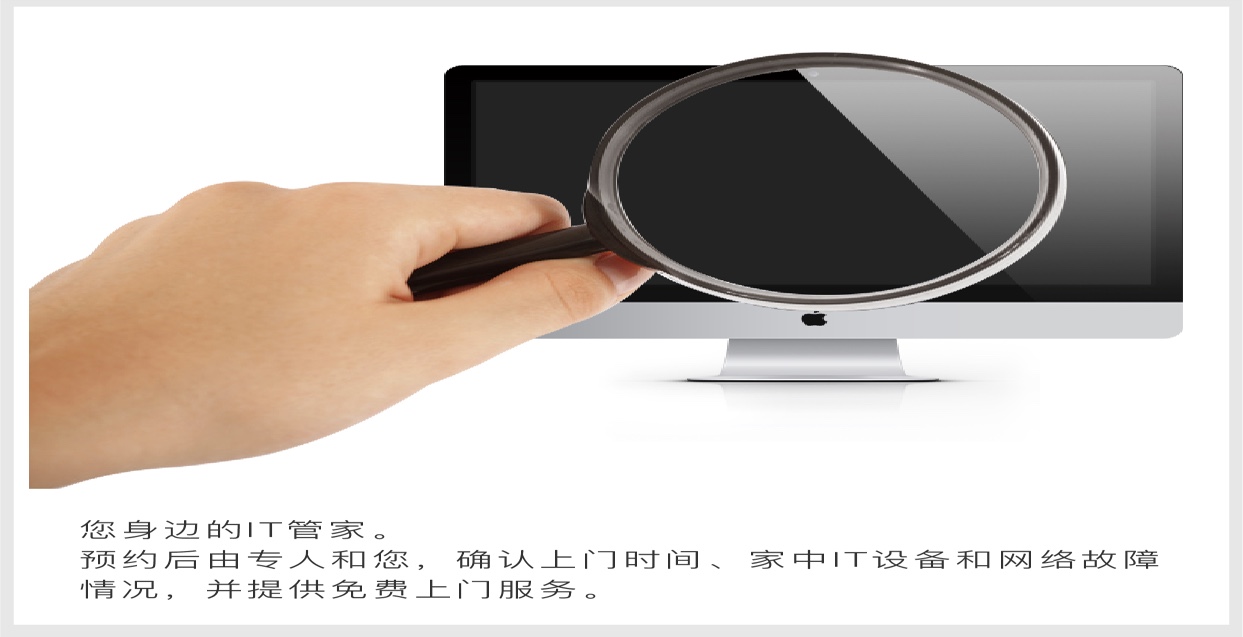 您身边的IT管家。
预约后由专人和您，确认上门时间、家中IT设备和网络故障
情况，并提供免费上门服务。